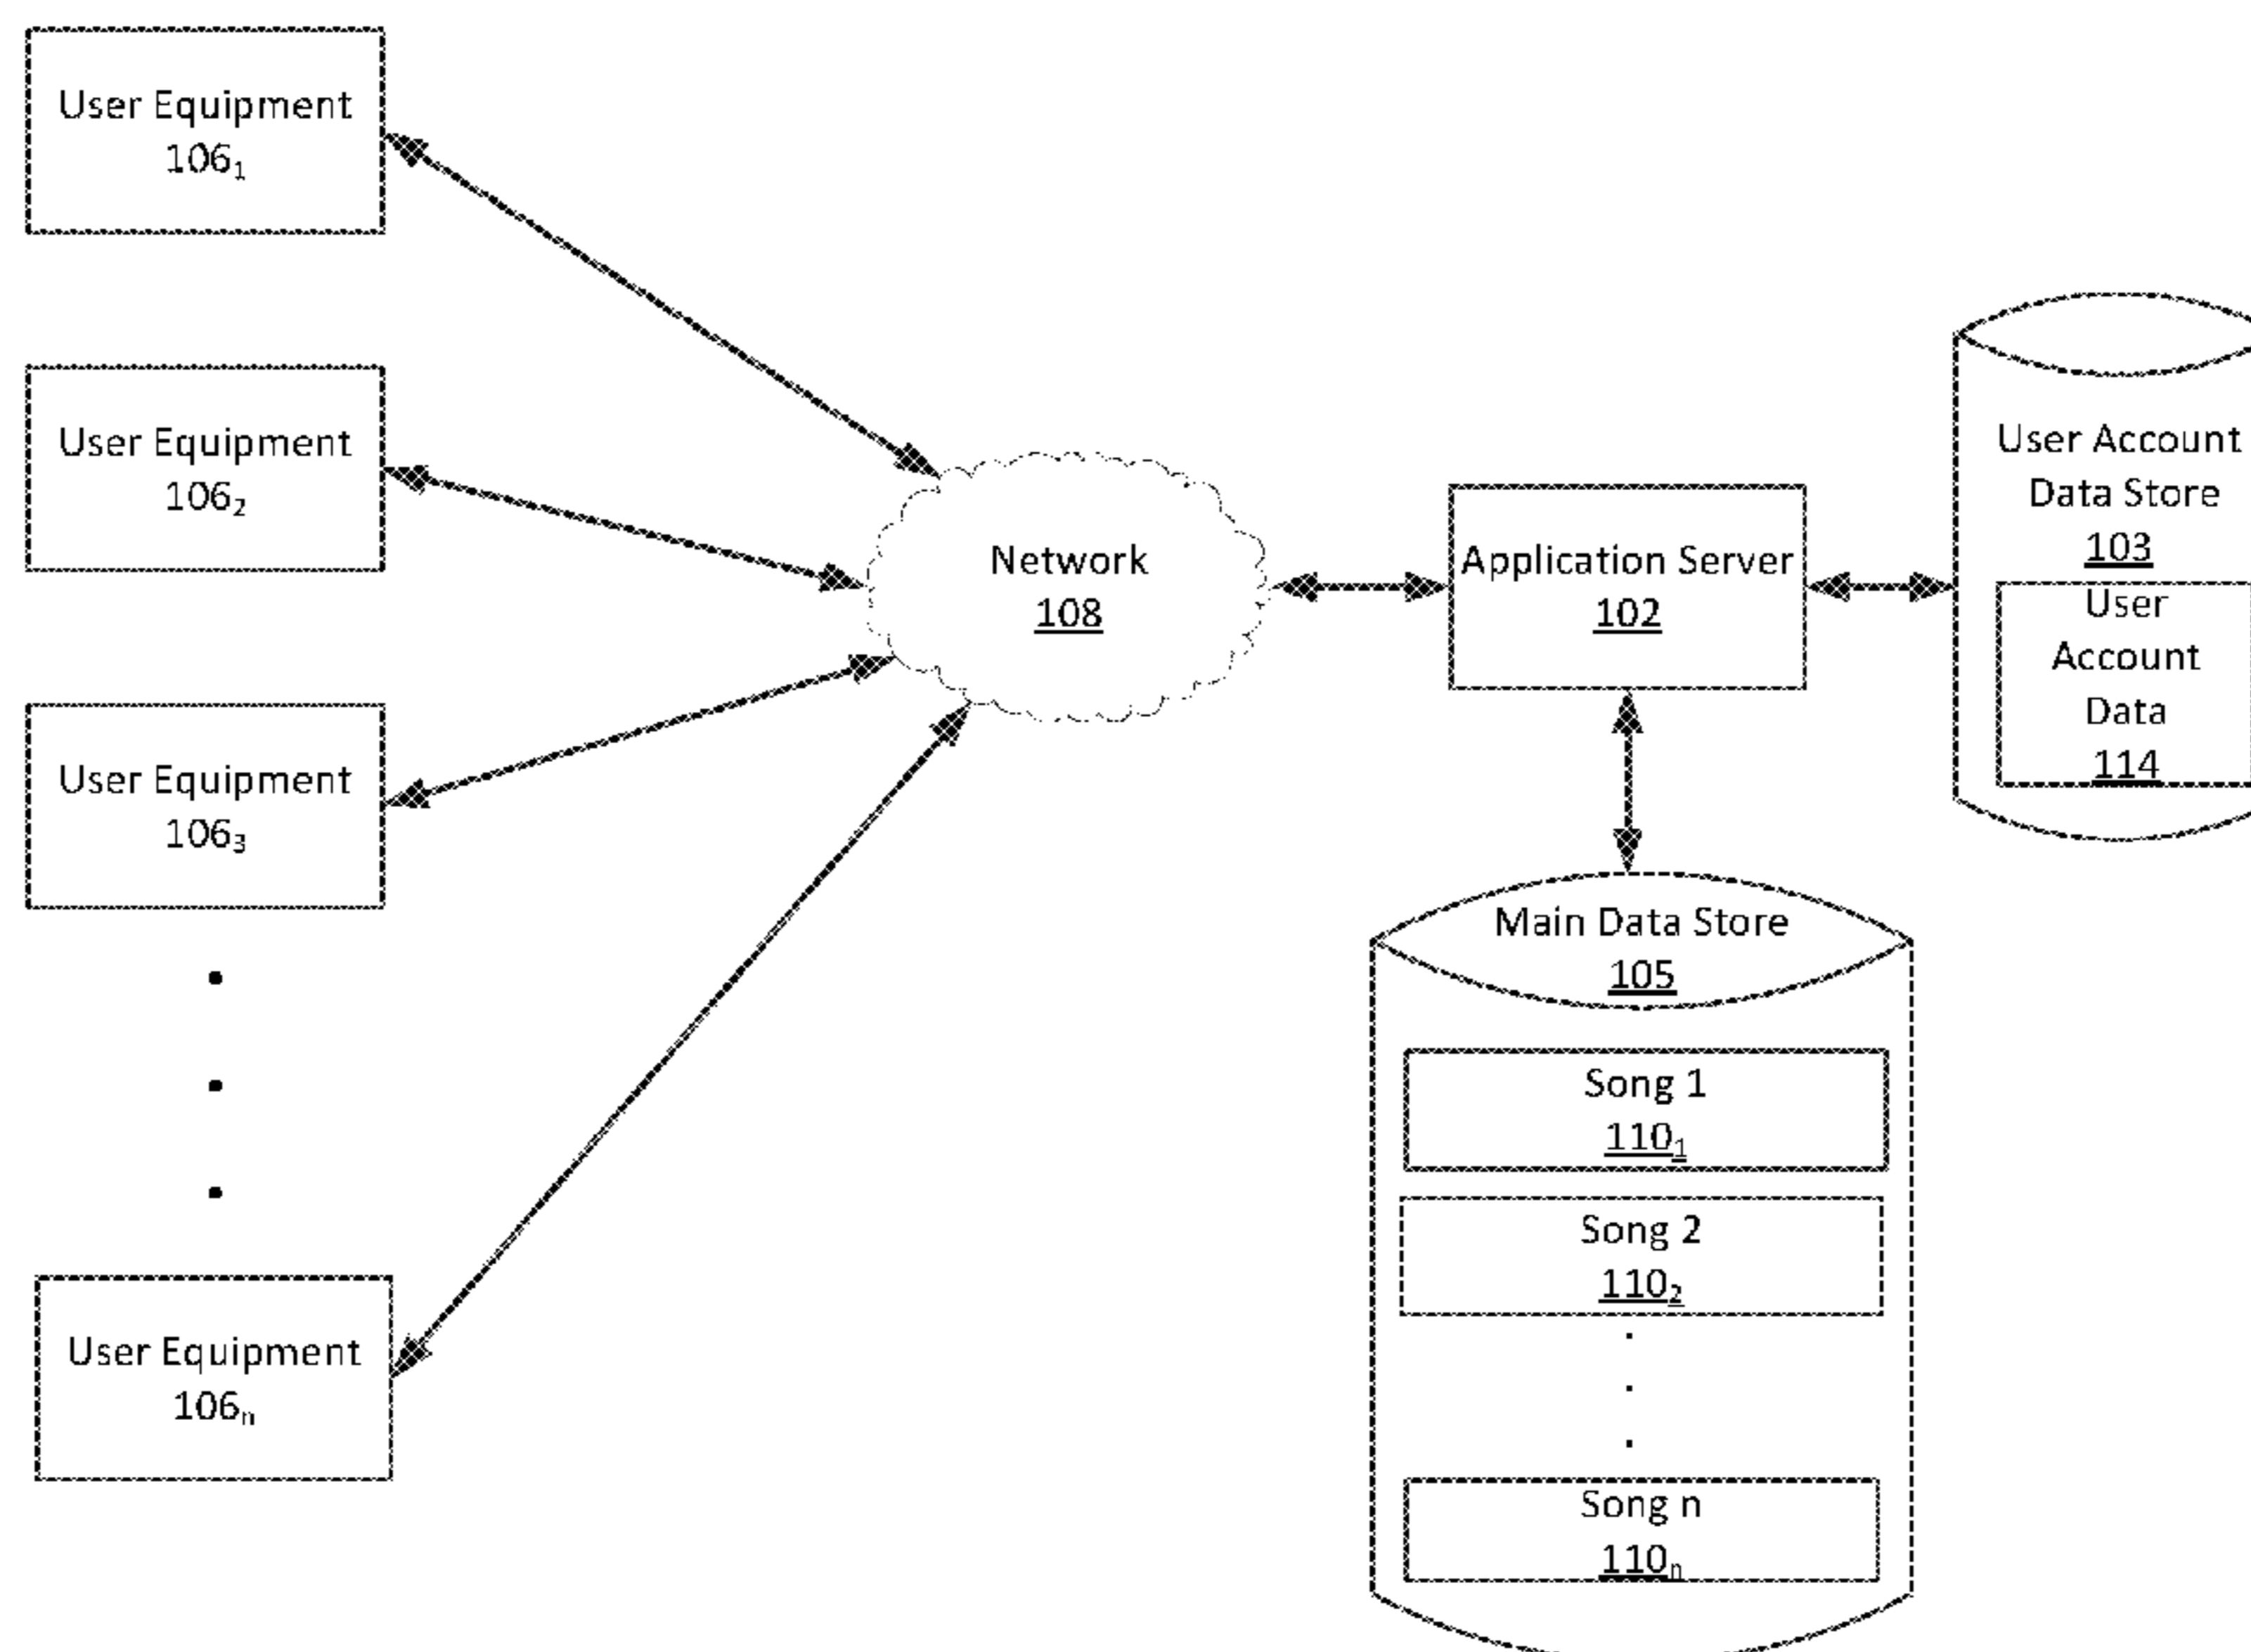 User Equipment
106₁
User Equipment
106₂
User Equipment
106₃
User Equipment
106ₙ
Network
108
Application Server
102
User Account
Data Store
103
User
Account
Data
114
Main Data Store
105
Song 1
110₁
Song 2
110₂
Song n
110ₙ